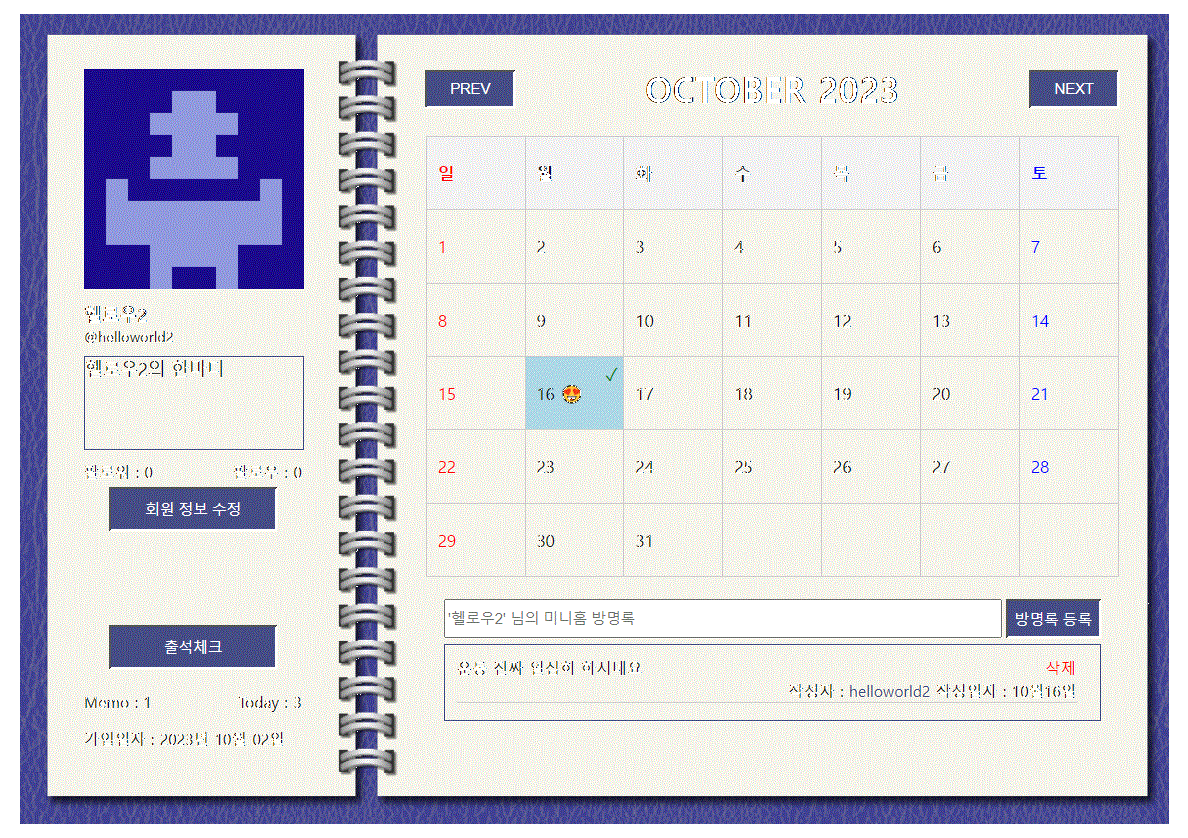 헬로우2
@helloworld2
헬로우2의 한마디
팔로워 : 0 팔로우 : 0
회원 정보 수정
출석체크
Memo : 1 Today : 3
가입일자 : 2023년 10월 02일
PREV OCTOBER 2023 NEXT
일 월 화 수 목 금 토
1 2 3 4 5 6 7
8 9 10 11 12 13 14
✓
15 16 😍 17 18 19 20 21
22 23 24 25 26 27 28
29 30 31
'헬로우2' 님의 미니홈 방명록 방명록 등록
운동 진짜 열심히 하시네요 삭제
작성자 : helloworld2 작성일자 : 10월16일